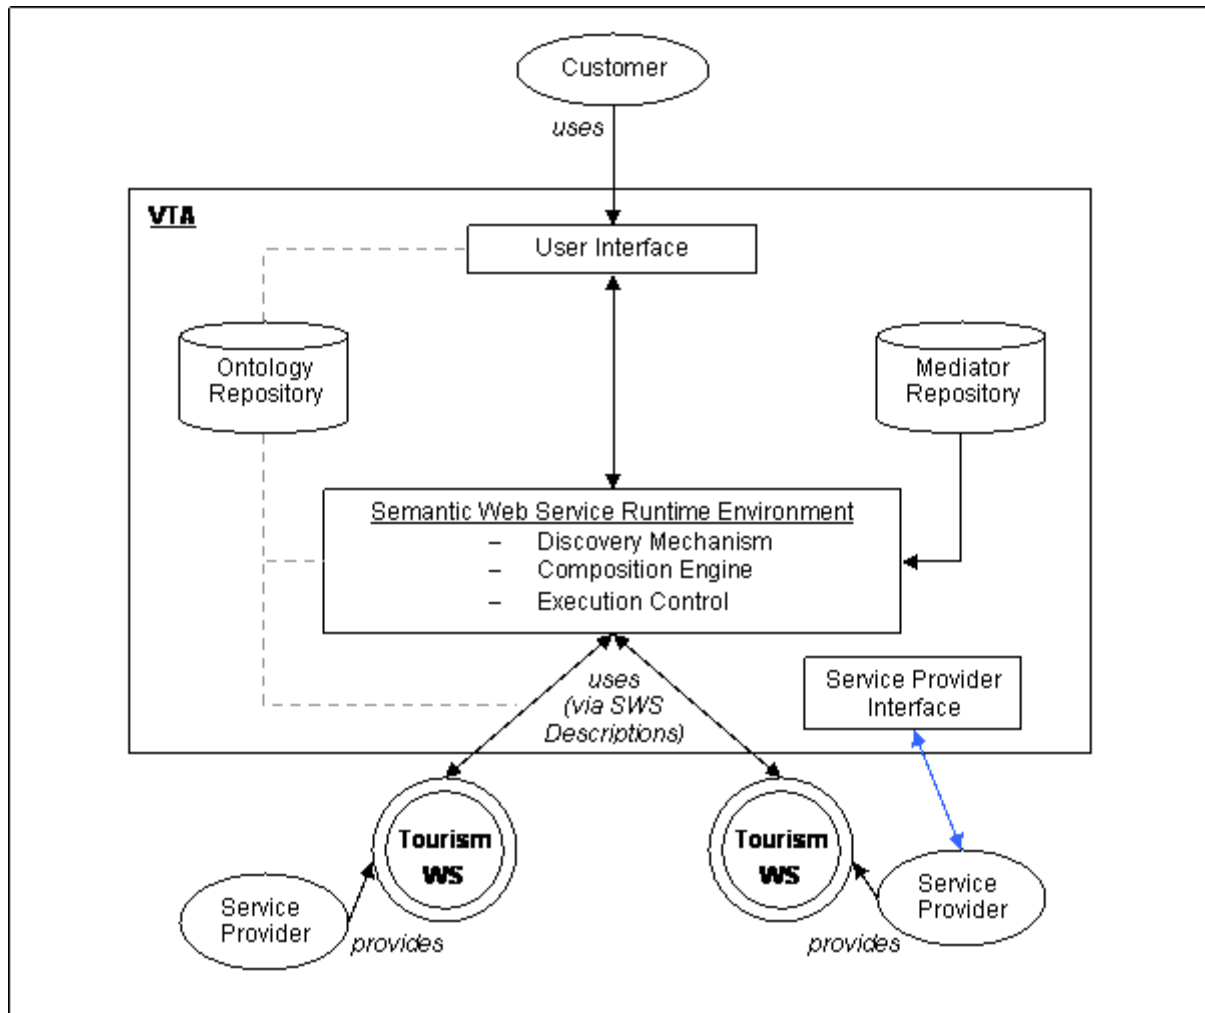 Customer
uses
VTA
User Interface
Ontology
Repository
Mediator
Repository
Semantic Web Service Runtime Environment
– Discovery Mechanism
– Composition Engine
– Execution Control
uses
(via SWS
Descriptions)
Service Provider
Interface
Tourism
WS
Tourism
WS
Service
Provider
provides
Service
Provider
provides